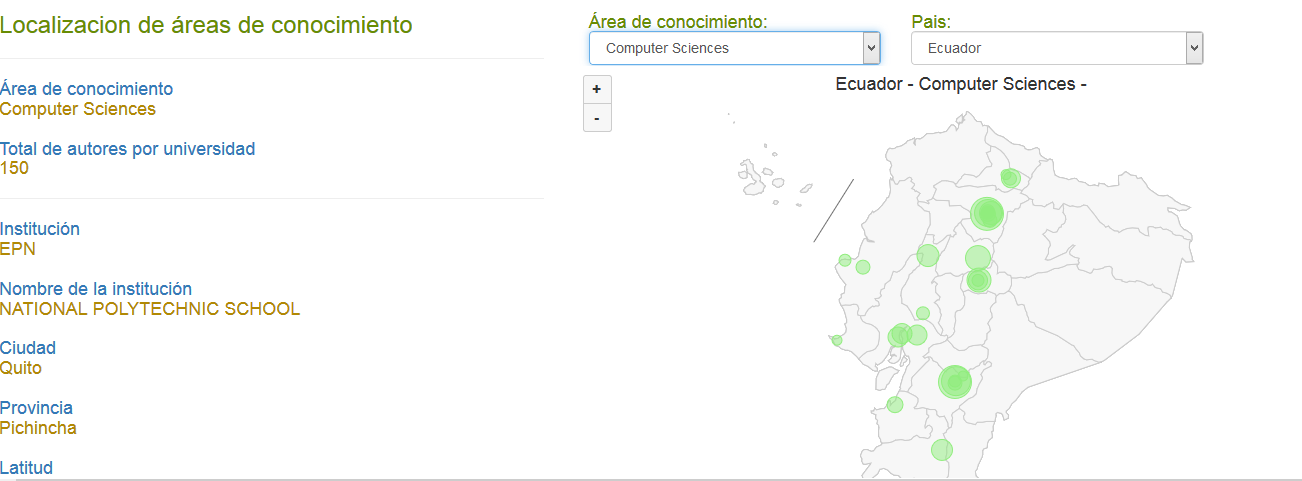 Localizacion de áreas de conocimiento
Área de conocimiento
Computer Sciences
Total de autores por universidad
150
Institución
EPN
Nombre de la institución
NATIONAL POLYTECHNIC SCHOOL
Ciudad
Quito
Provincia
Pichincha
Latitud
Área de conocimiento:
Computer Sciences
Pais:
Ecuador
+
-
Ecuador - Computer Sciences -